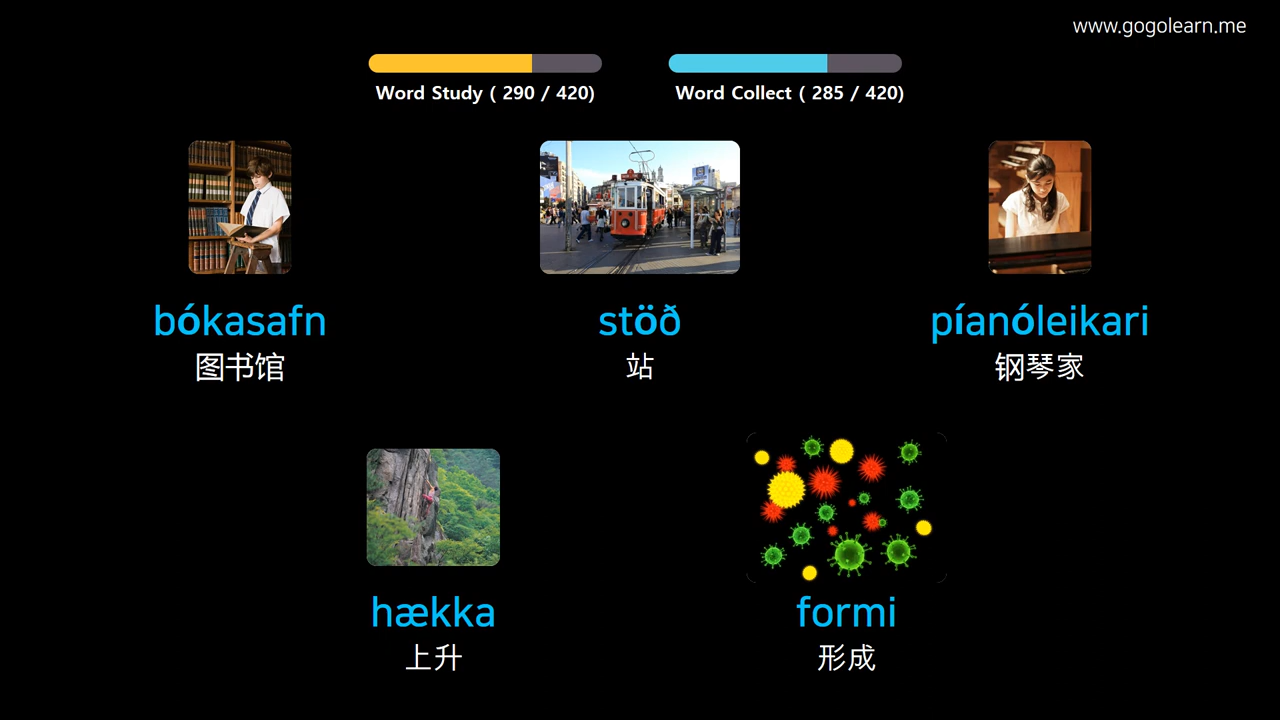 www.gogolearn.me
Word Study ( 290 / 420)
Word Collect ( 285 / 420)
bókasafn
图书馆
stöð
站
píanóleikari
钢琴家
hækka
上升
formi
形成